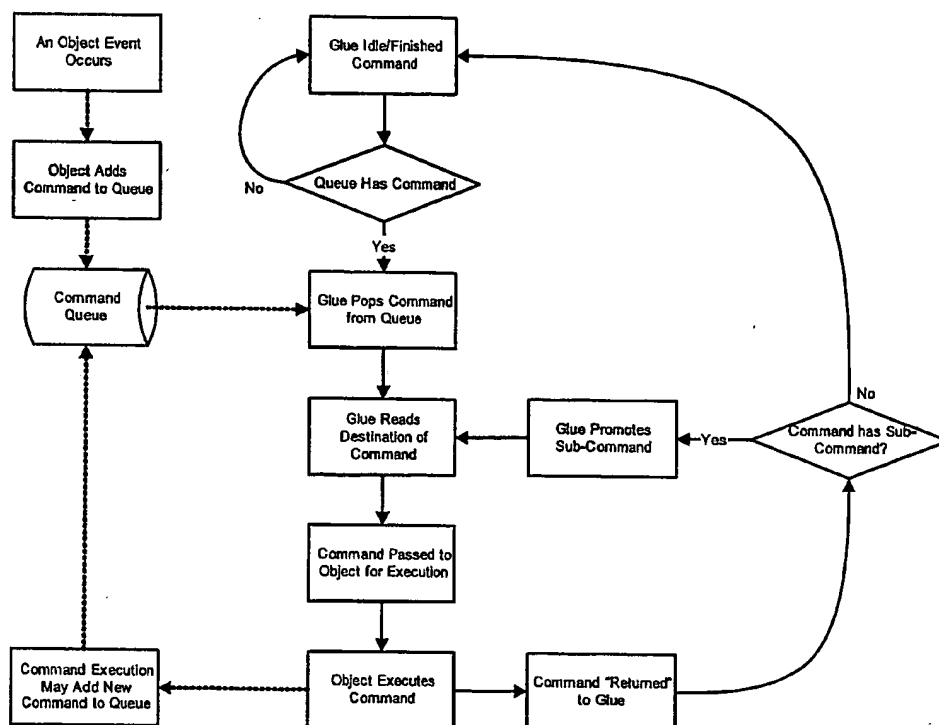 An Object Event
Occurs
Object Adds
Command to Queue
Command
Queue
Glue Idle/Finished
Command
Queue Has Command
No
Yes
Glue Pops Command
from Queue
Glue Reads
Destination of
Command
Glue Promotes
Sub-Command
Yes
Command has Sub-
Command?
No
Command Passed to
Object for Execution
Command Execution
May Add New
Command to Queue
Object Executes
Command
Command "Returned"
to Glue